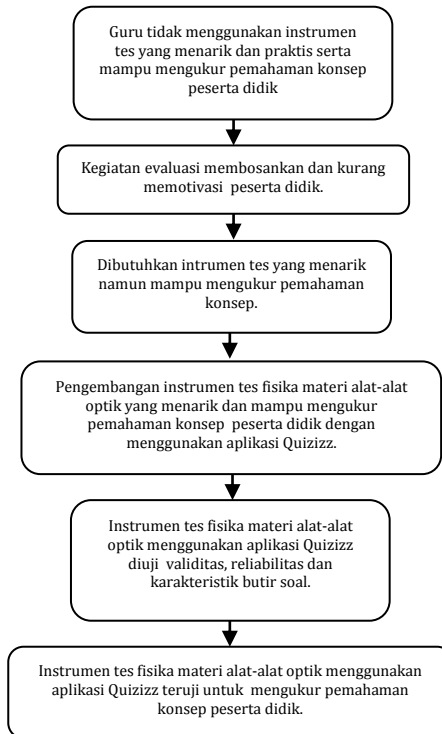 Guru tidak menggunakan instrumen
tes yang menarik dan praktis serta
mampu mengukur pemahaman konsep
peserta didik
Kegiatan evaluasi membosankan dan kurang
memotivasi peserta didik.
Dibutuhkan intrumen tes yang menarik
namun mampu mengukur pemahaman
konsep.
Pengembangan instrumen tes fisika materi alat-alat
optik yang menarik dan mampu mengukur
pemahaman konsep peserta didik dengan
menggunakan aplikasi Quizizz.
Instrumen tes fisika materi alat-alat
optik menggunakan aplikasi Quizizz
diuji validitas, reliabilitas dan
karakteristik butir soal.
Instrumen tes fisika materi alat-alat optik menggunakan
aplikasi Quizizz teruji untuk mengukur pemahaman
konsep peserta didik.